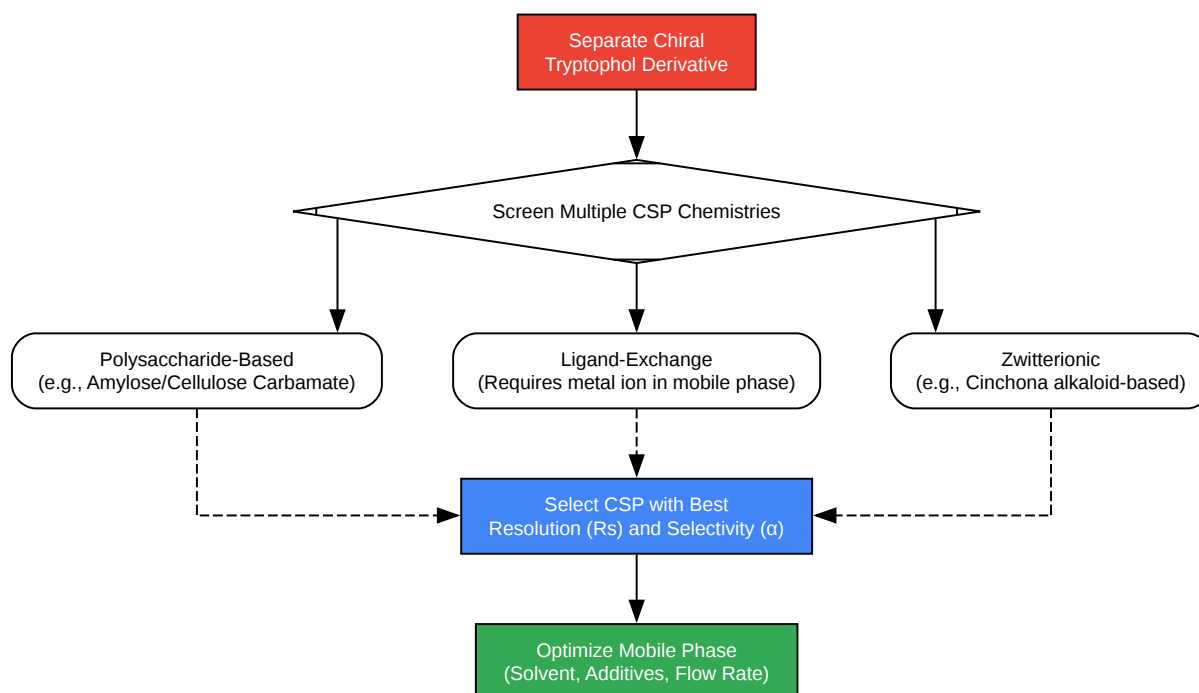 Separate Chiral
Tryptophol Derivative
Screen Multiple CSP Chemistries
Polysaccharide-Based
(e.g., Amylose/Cellulose Carbamate)
Ligand-Exchange
(Requires metal ion in mobile phase)
Zwitterionic
(e.g., Cinchona alkaloid-based)
Select CSP with Best
Resolution (Rs) and Selectivity (α)
Optimize Mobile Phase
(Solvent, Additives, Flow Rate)